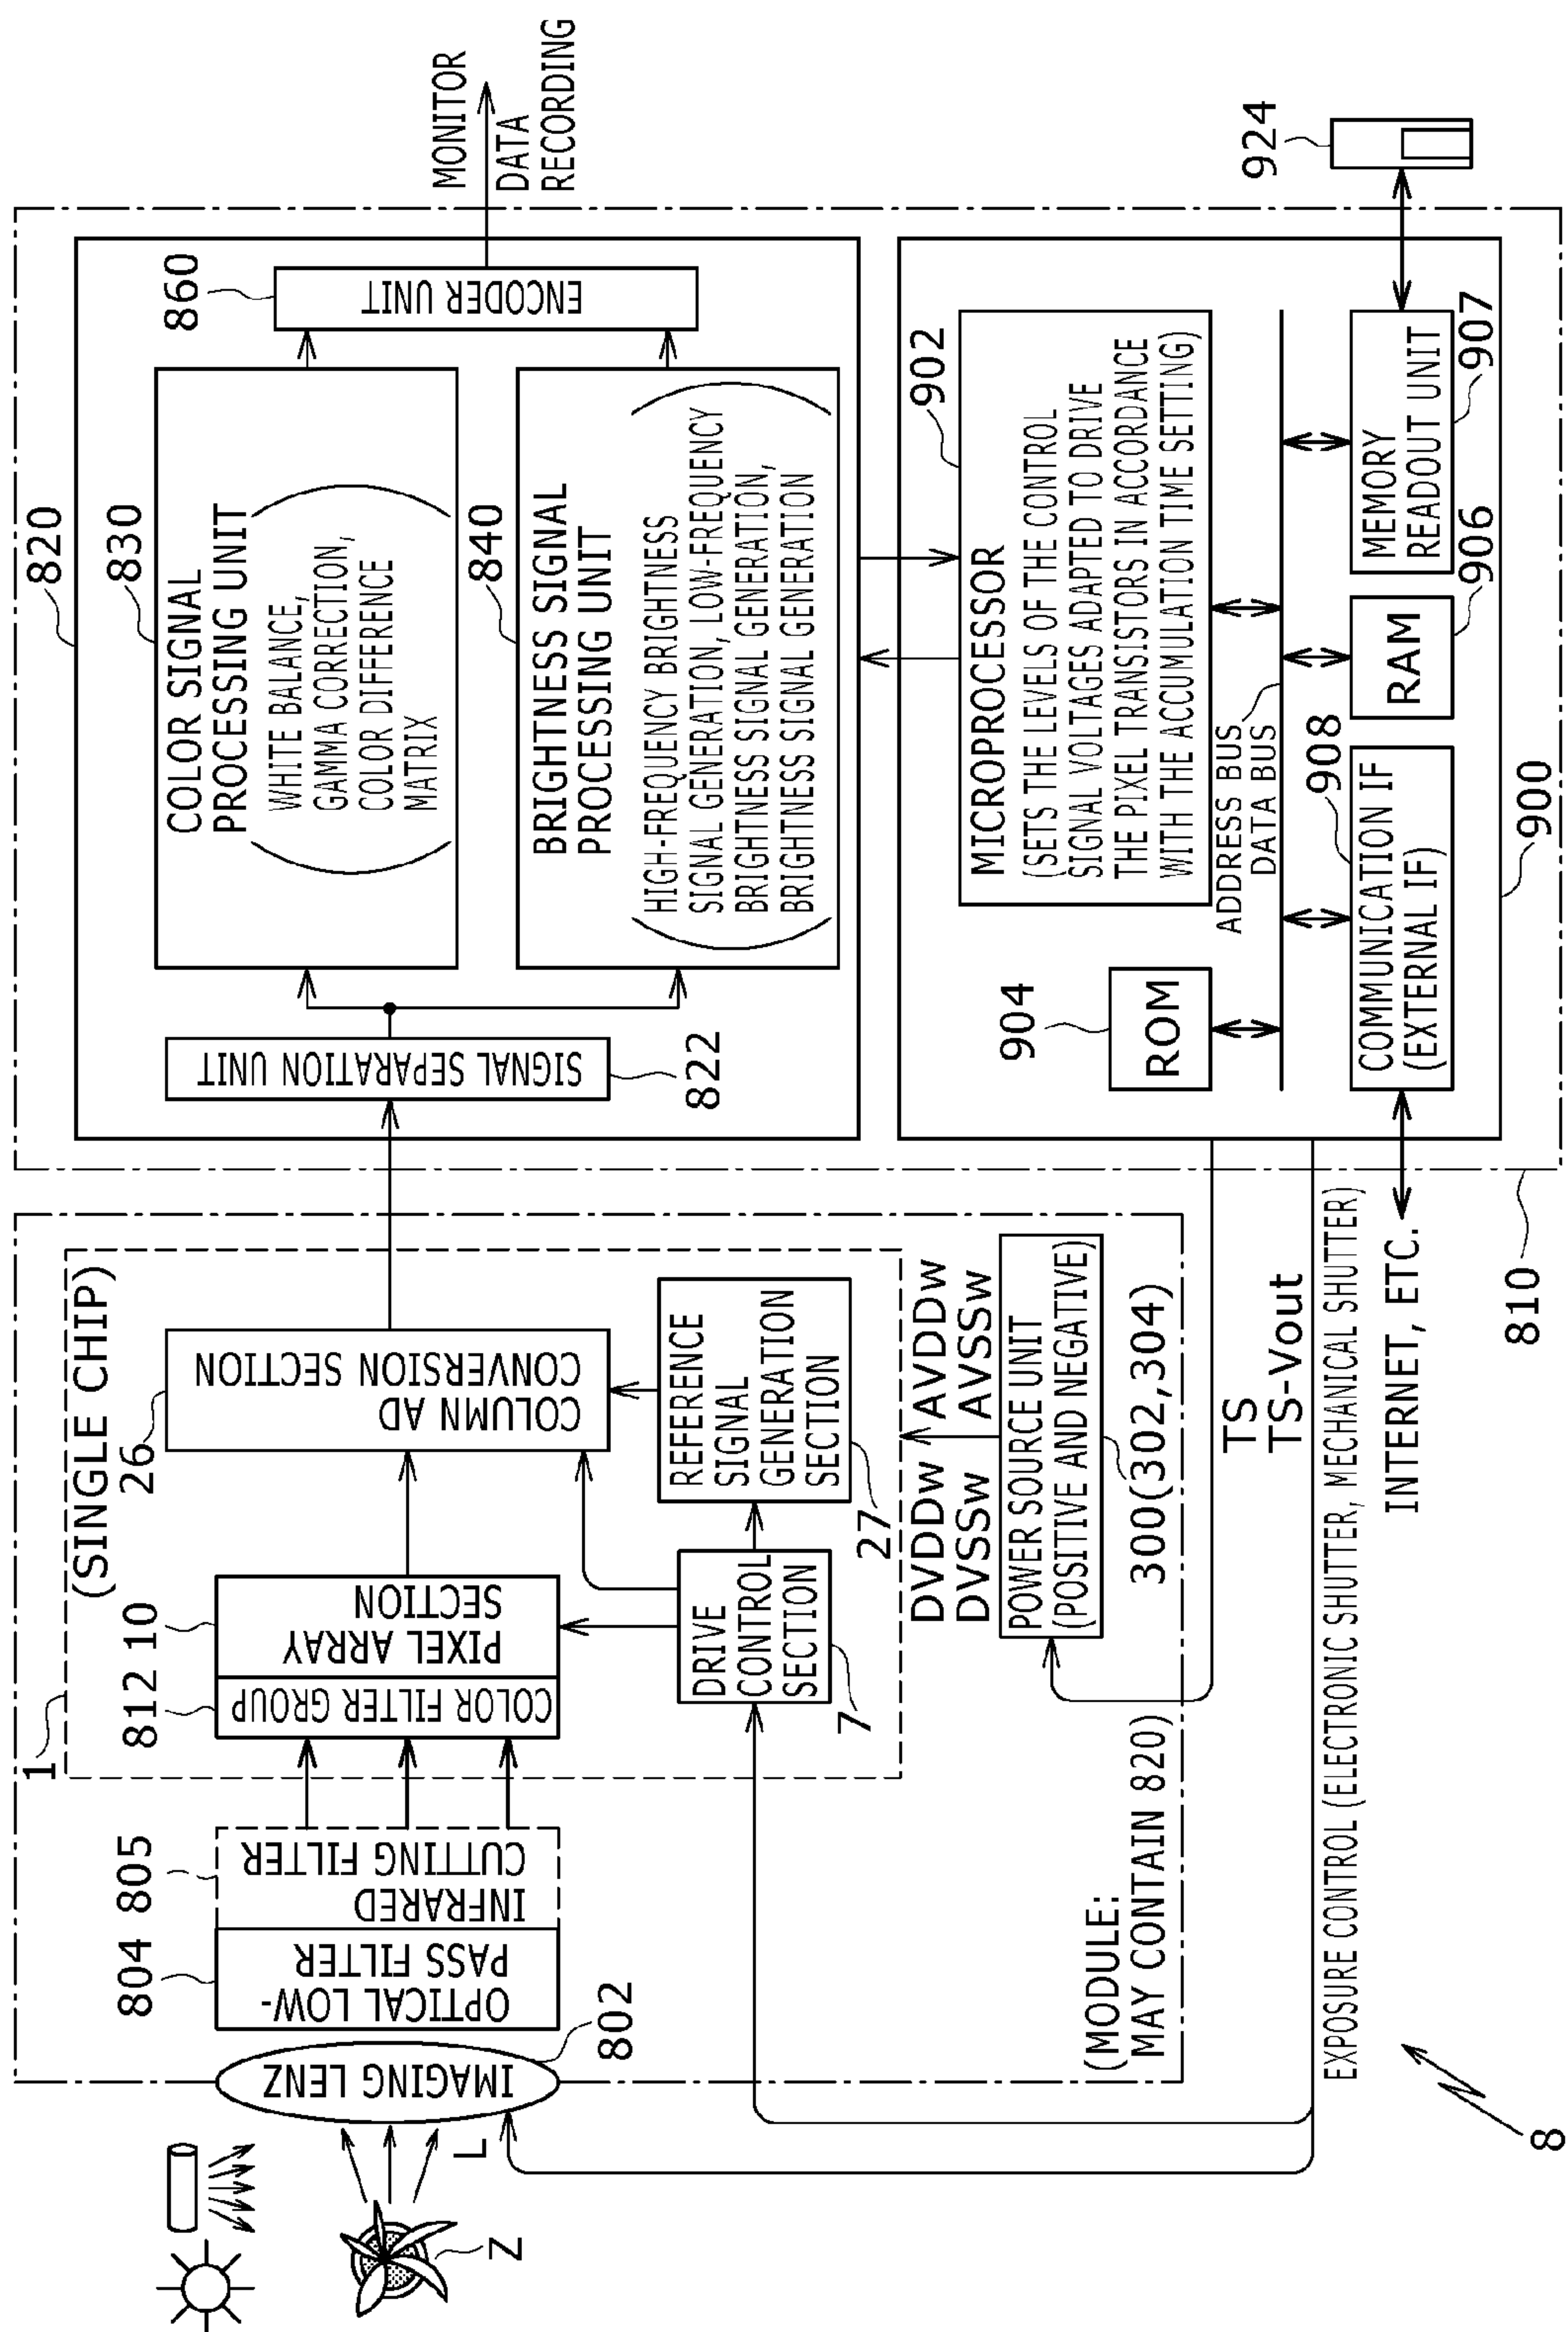 1
(SINGLE CHIP)
804
805
812
10
26
OPTICAL LOW-
PASS FILTER
INFRARED
CUTTING FILTER
COLOR FILTER GROUP
PIXEL ARRAY
SECTION
COLUMN AD
CONVERSION SECTION
IMAGING LENZ
802
L
Z
DRIVE
CONTROL
SECTION
7
REFERENCE
SIGNAL
GENERATION
SECTION
27
DVDDw
AVDDw
DVSSw
AVSSw
POWER SOURCE UNIT
(POSITIVE AND NEGATIVE)
300(302,304)
(MODULE:
MAY CONTAIN 820)
TS
TS-Vout
EXPOSURE CONTROL (ELECTRONIC SHUTTER, MECHANICAL SHUTTER)
INTERNET, ETC.
8
810
820
830
COLOR SIGNAL
PROCESSING UNIT
WHITE BALANCE,
GAMMA CORRECTION,
COLOR DIFFERENCE
MATRIX
SIGNAL SEPARATION UNIT
822
840
BRIGHTNESS SIGNAL
PROCESSING UNIT
HIGH-FREQUENCY BRIGHTNESS
SIGNAL GENERATION, LOW-FREQUENCY
BRIGHTNESS SIGNAL GENERATION,
BRIGHTNESS SIGNAL GENERATION
860
ENCODER UNIT
MONITOR
DATA
RECORDING
902
MICROPROCESSOR
(SETS THE LEVELS OF THE CONTROL
SIGNAL VOLTAGES ADAPTED TO DRIVE
THE PIXEL TRANSISTORS IN ACCORDANCE
WITH THE ACCUMULATION TIME SETTING)
904
ROM
ADDRESS BUS
DATA BUS
908
COMMUNICATION IF
(EXTERNAL IF)
RAM
906
MEMORY
READOUT UNIT
907
924
900